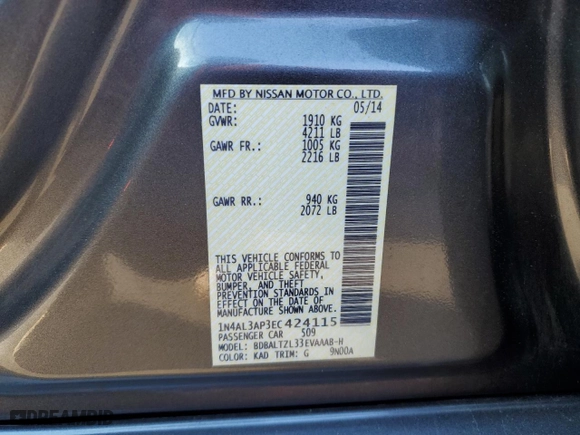 MFD BY NISSAN MOTOR CO., LTD.
DATE: 05/14
GVWR: 1910 KG
4211 LB
GAWR FR.: 1005 KG
2216 LB
GAWR RR.: 940 KG
2072 LB
THIS VEHICLE CONFORMS TO
ALL APPLICABLE FEDERAL
MOTOR VEHICLE SAFETY,
BUMPER, AND THEFT
PREVENTION STANDARDS
IN EFFECT ON THE DATE OF
MANUFACTURE SHOWN ABOVE.
1N4AL3AP3EC424115
PASSENGER CAR 509
MODEL: BDBALTZL33EVAAAB-H
COLOR: KAD TRIM: G 9N00A
DREAMBID